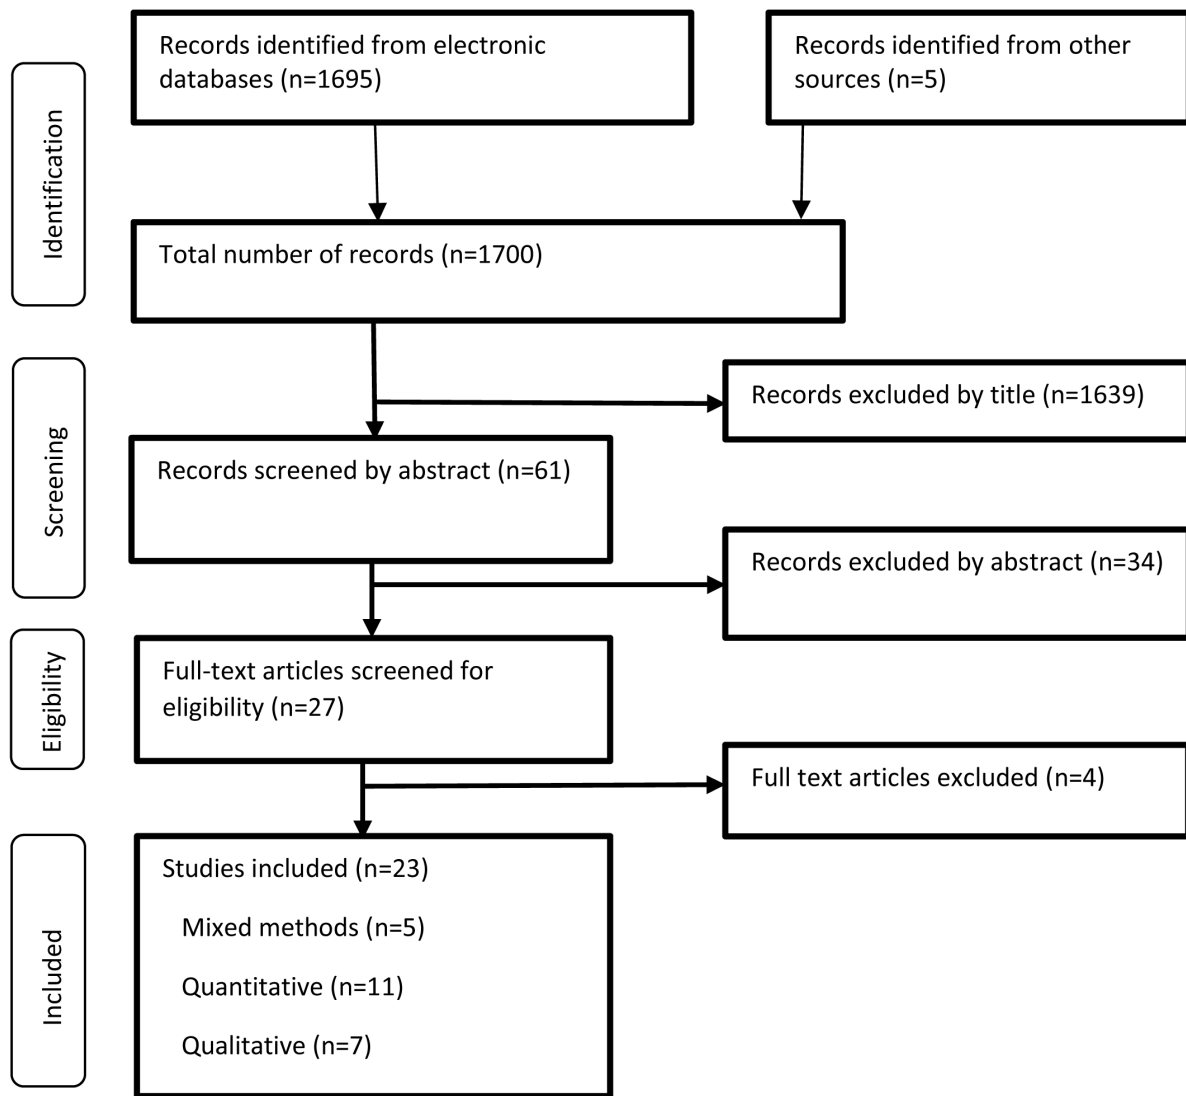 Identification
Records identified from electronic
databases (n=1695)
Records identified from other
sources (n=5)
Total number of records (n=1700)
Screening
Records excluded by title (n=1639)
Records screened by abstract (n=61)
Records excluded by abstract (n=34)
Eligibility
Full-text articles screened for
eligibility (n=27)
Full text articles excluded (n=4)
Included
Studies included (n=23)
Mixed methods (n=5)
Quantitative (n=11)
Qualitative (n=7)